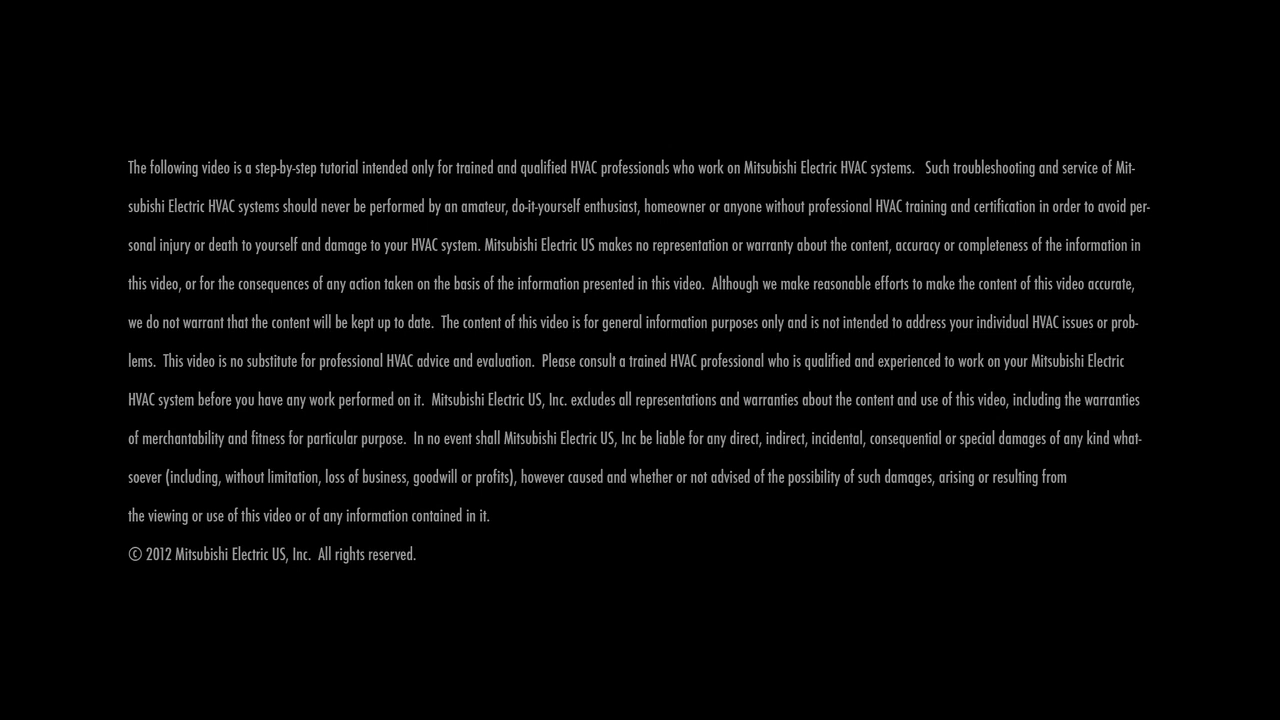 The following video is a step-by-step tutorial intended only for trained and qualified HVAC professionals who work on Mitsubishi Electric HVAC systems.   Such troubleshooting and service of Mit-
subishi Electric HVAC systems should never be performed by an amateur, do-it-yourself enthusiast, homeowner or anyone without professional HVAC training and certification in order to avoid per-
sonal injury or death to yourself and damage to your HVAC system. Mitsubishi Electric US makes no representation or warranty about the content, accuracy or completeness of the information in
this video, or for the consequences of any action taken on the basis of the information presented in this video.  Although we make reasonable efforts to make the content of this video accurate,
we do not warrant that the content will be kept up to date.  The content of this video is for general information purposes only and is not intended to address your individual HVAC issues or prob-
lems.  This video is no substitute for professional HVAC advice and evaluation.  Please consult a trained HVAC professional who is qualified and experienced to work on your Mitsubishi Electric
HVAC system before you have any work performed on it.  Mitsubishi Electric US, Inc. excludes all representations and warranties about the content and use of this video, including the warranties
of merchantability and fitness for particular purpose.  In no event shall Mitsubishi Electric US, Inc be liable for any direct, indirect, incidental, consequential or special damages of any kind what-
soever (including, without limitation, loss of business, goodwill or profits), however caused and whether or not advised of the possibility of such damages, arising or resulting from
the viewing or use of this video or of any information contained in it.
© 2012 Mitsubishi Electric US, Inc.  All rights reserved.